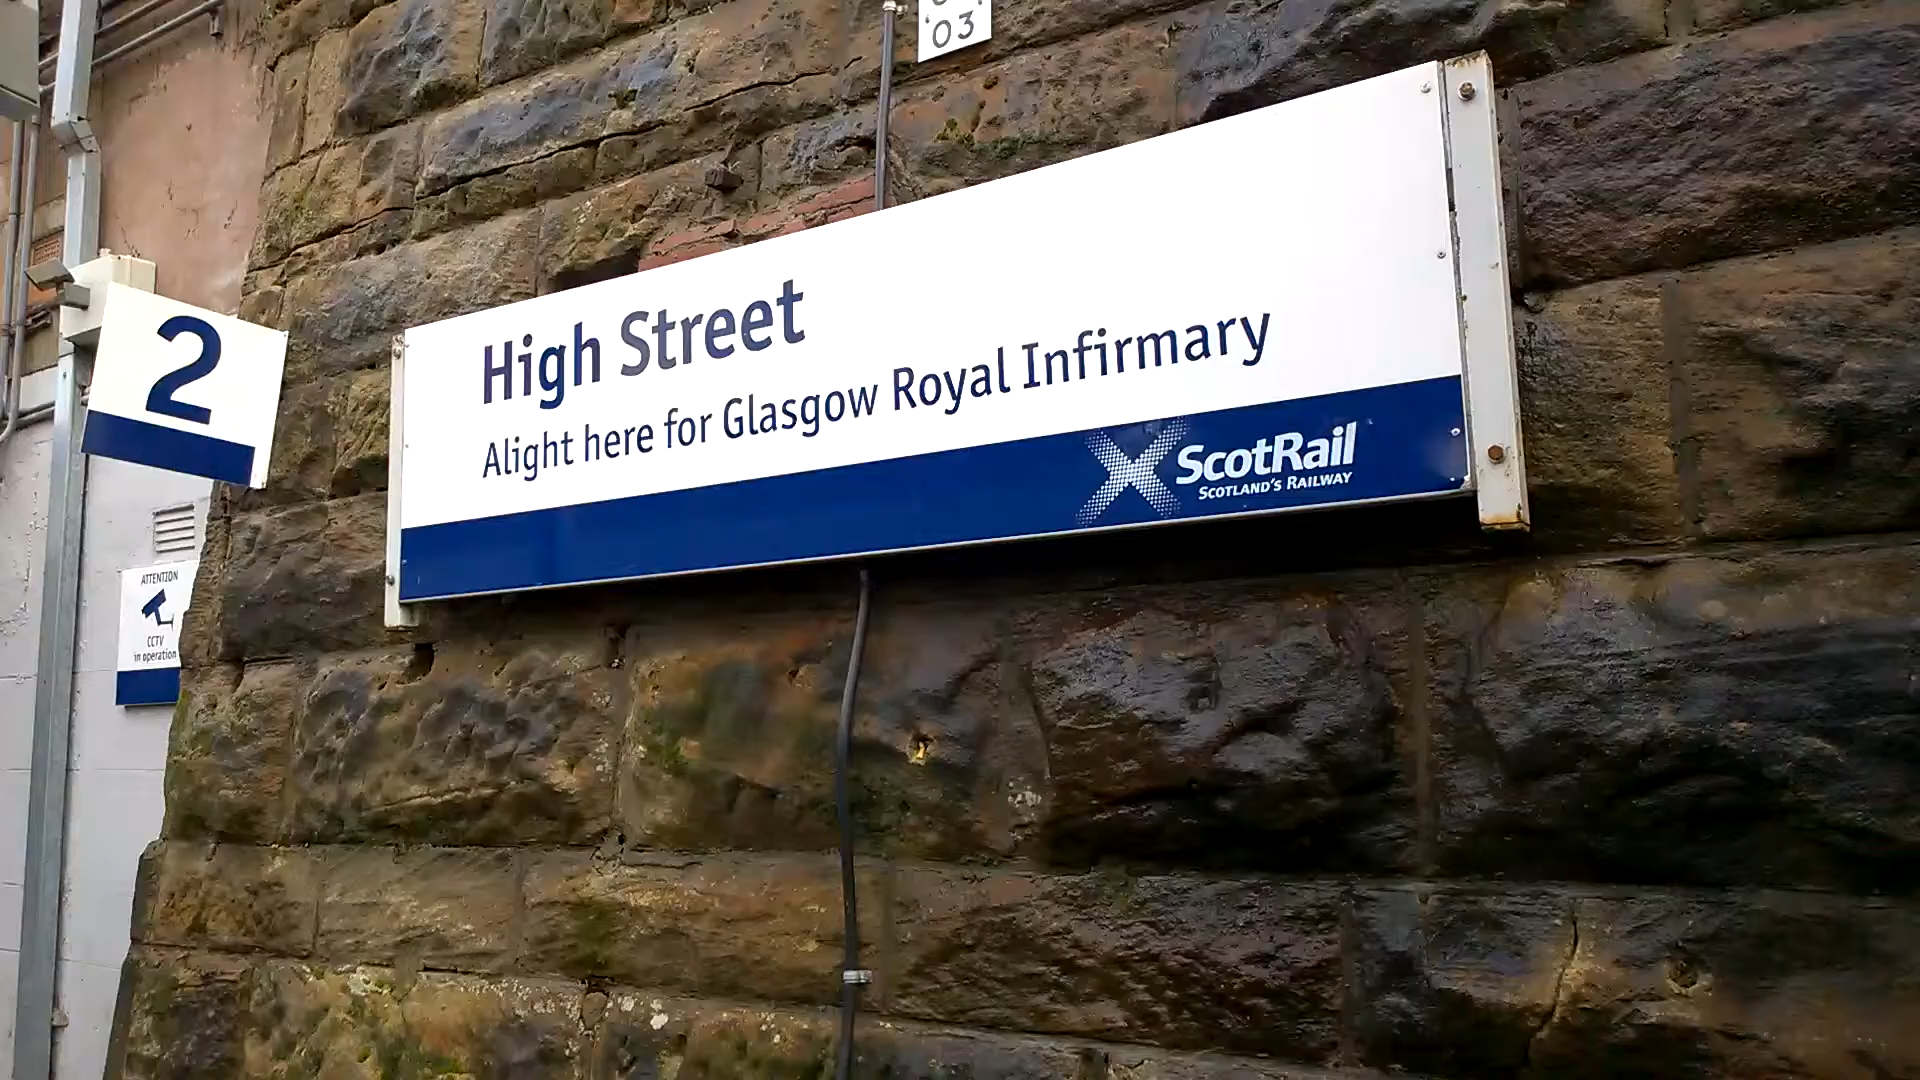 03
High Street
Alight here for Glasgow Royal Infirmary
ScotRail
SCOTLAND'S RAILWAY
2
ATTENTION
CCTV
in operation